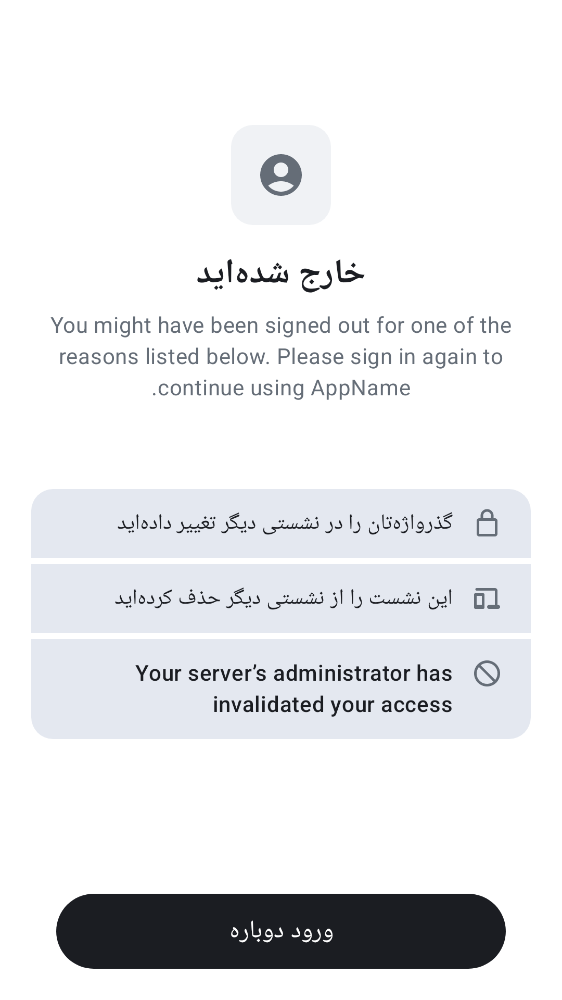 خارج شده‌اید
You might have been signed out for one of the
reasons listed below. Please sign in again to
continue using AppName.
گذرواژه‌تان را در نشستی دیگر تغییر داده‌اید
این نشست را از نشستی دیگر حذف کرده‌اید
Your server’s administrator has
invalidated your access
ورود دوباره